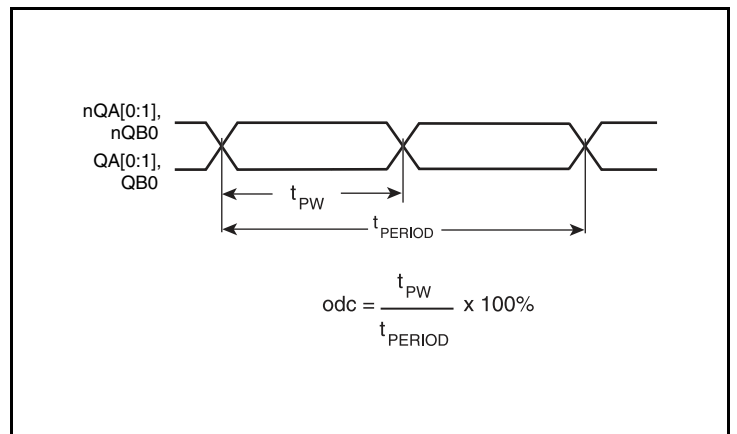 nQA[0:1],
nQB0
QA[0:1],
QB0
tPW
tPERIOD
odc = tPW / tPERIOD x 100%